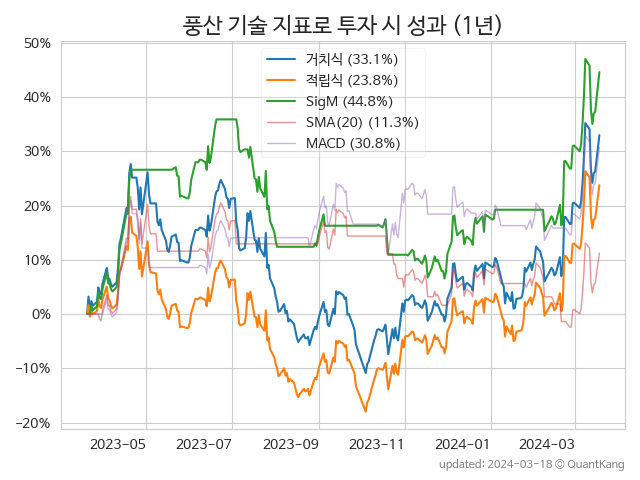 풍산 기술 지표로 투자 시 성과 (1년)
50%
40%
30%
20%
10%
0%
−10%
−20%
거치식 (33.1%)
적립식 (23.8%)
SigM (44.8%)
SMA(20) (11.3%)
MACD (30.8%)
2023-05 2023-07 2023-09 2023-11 2024-01 2024-03
updated: 2024-03-18 © QuantKang